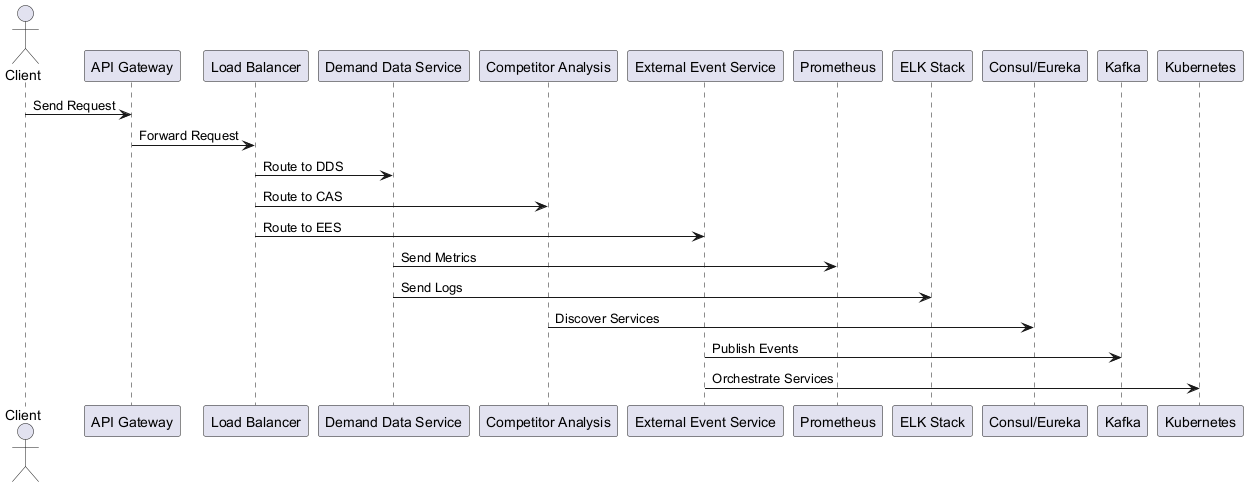 Client
API Gateway
Load Balancer
Demand Data Service
Competitor Analysis
External Event Service
Prometheus
ELK Stack
Consul/Eureka
Kafka
Kubernetes
Send Request
Forward Request
Route to DDS
Route to CAS
Route to EES
Send Metrics
Send Logs
Discover Services
Publish Events
Orchestrate Services
Client
API Gateway
Load Balancer
Demand Data Service
Competitor Analysis
External Event Service
Prometheus
ELK Stack
Consul/Eureka
Kafka
Kubernetes